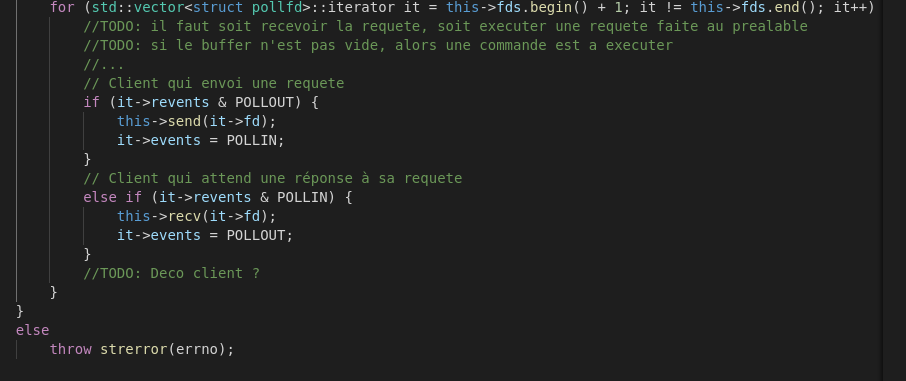 for (std::vector<struct pollfd>::iterator it = this->fds.begin() + 1; it != this->fds.end(); it++)
//TODO: il faut soit recevoir la requete, soit executer une requete faite au prealable
//TODO: si le buffer n'est pas vide, alors une commande est a executer
//...
// Client qui envoi une requete
if (it->revents & POLLOUT) {
this->send(it->fd);
it->events = POLLIN;
}
// Client qui attend une réponse à sa requete
else if (it->revents & POLLIN) {
this->recv(it->fd);
it->events = POLLOUT;
}
//TODO: Deco client ?
}
}
else
throw strerror(errno);